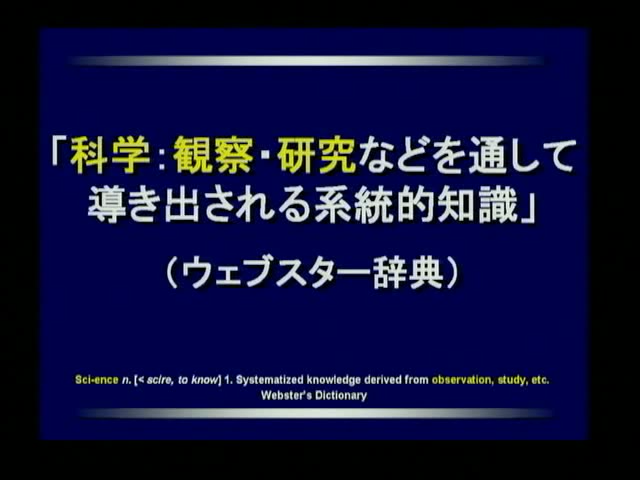 「科学：観察・研究などを通して
導き出される系統的知識」
（ウェブスター辞典）
Sci-ence n. [< scire, to know] 1. Systematized knowledge derived from observation, study, etc.
Webster's Dictionary